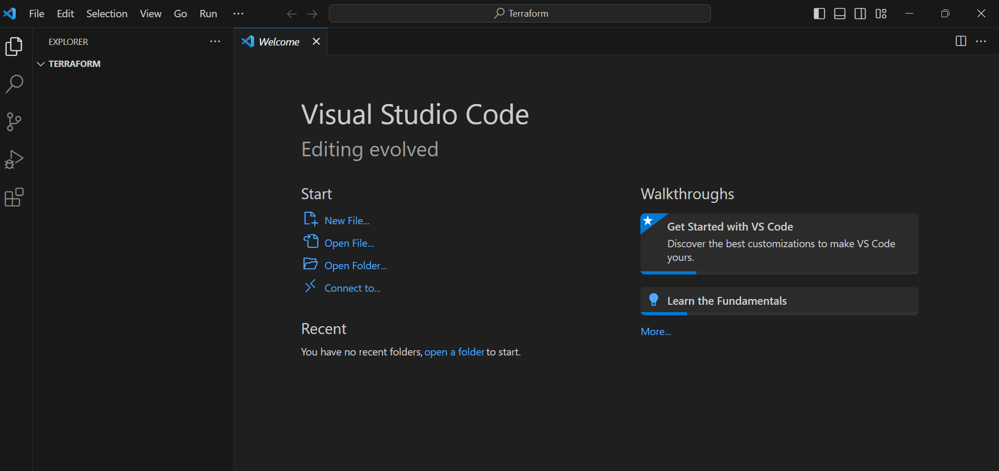 File Edit Selection View Go Run ···
Terraform
EXPLORER ···
Welcome
TERRAFORM
Visual Studio Code
Editing evolved
Start
New File...
Open File...
Open Folder...
Connect to...
Recent
You have no recent folders, open a folder to start.
Walkthroughs
Get Started with VS Code
Discover the best customizations to make VS Code
yours.
Learn the Fundamentals
More...